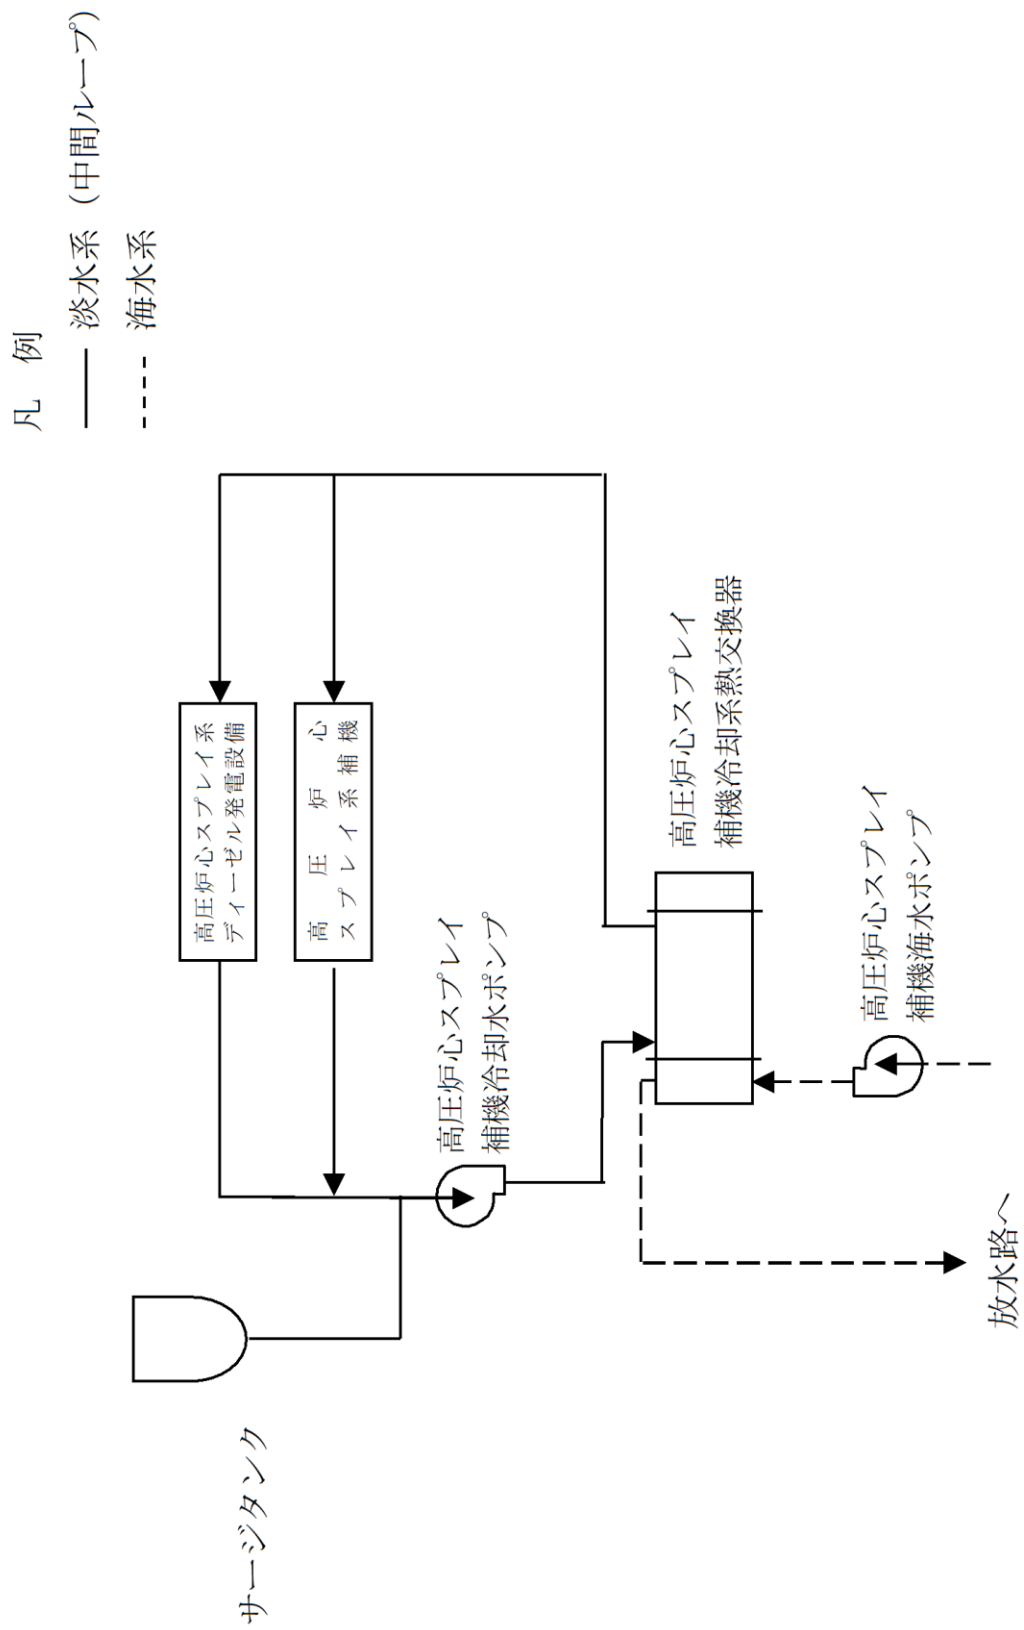 凡　例
淡水系（中間ループ）
海水系
高圧炉心スプレイ系
ディーゼル発電設備
高圧炉心
スプレイ系補機
サージタンク
高圧炉心スプレイ
補機冷却水ポンプ
高圧炉心スプレイ
補機冷却系熱交換器
高圧炉心スプレイ
補機海水ポンプ
放水路へ